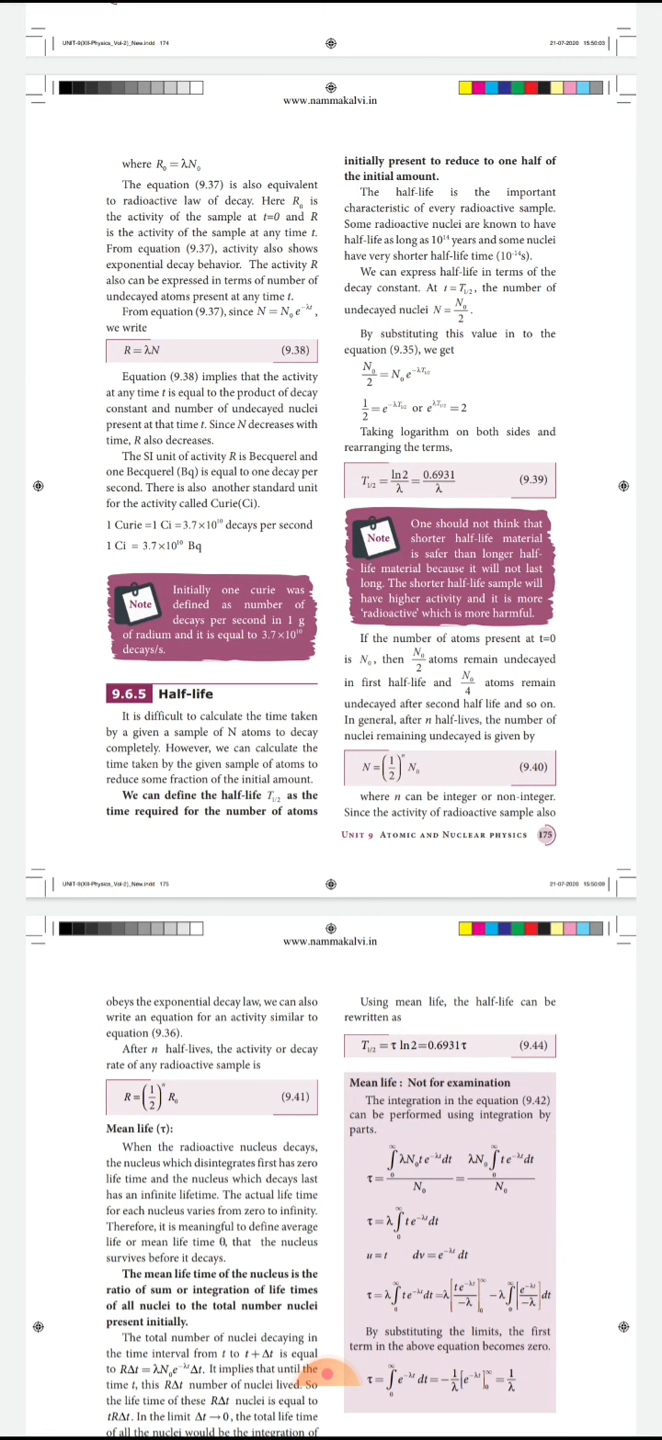 UNIT-9(XII-Physics_Vol-2)_New.indd 174
21-07-2020 15:50:03
www.nammakalvi.in
where R₀ = λN₀
The equation (9.37) is also equivalent
to radioactive law of decay. Here R₀ is
the activity of the sample at t=0 and R
is the activity of the sample at any time t.
From equation (9.37), activity also shows
exponential decay behavior. The activity R
also can be expressed in terms of number of
undecayed atoms present at any time t.
From equation (9.37), since N = N₀e^(-λt),
we write
R = λN (9.38)
Equation (9.38) implies that the activity
at any time t is equal to the product of decay
constant and number of undecayed nuclei
present at that time t. Since N decreases with
time, R also decreases.
The SI unit of activity R is Becquerel and
one Becquerel (Bq) is equal to one decay per
second. There is also another standard unit
for the activity called Curie(Ci).
1 Curie =1 Ci = 3.7×10¹⁰ decays per second
1 Ci = 3.7×10¹⁰ Bq
Note
Initially one curie was
defined as number of
decays per second in 1 g
of radium and it is equal to 3.7×10¹⁰
decays/s.
9.6.5 Half-life
It is difficult to calculate the time taken
by a given a sample of N atoms to decay
completely. However, we can calculate the
time taken by the given sample of atoms to
reduce some fraction of the initial amount.
We can define the half-life T₁/₂ as the
time required for the number of atoms
initially present to reduce to one half of
the initial amount.
The half-life is the important
characteristic of every radioactive sample.
Some radioactive nuclei are known to have
half-life as long as 10¹⁴ years and some nuclei
have very shorter half-life time (10⁻¹⁴s).
We can express half-life in terms of the
decay constant. At t = T₁/₂, the number of
undecayed nuclei N = N₀/2.
By substituting this value in to the
equation (9.35), we get
N₀/2 = N₀e^(-λT₁/₂)
1/2 = e^(-λT₁/₂) or e^(λT₁/₂) = 2
Taking logarithm on both sides and
rearranging the terms,
T₁/₂ = ln2/λ = 0.6931/λ (9.39)
Note
One should not think that
shorter half-life material
is safer than longer half-
life material because it will not last
long. The shorter half-life sample will
have higher activity and it is more
'radioactive' which is more harmful.
If the number of atoms present at t=0
is N₀, then N₀/2 atoms remain undecayed
in first half-life and N₀/4 atoms remain
undecayed after second half life and so on.
In general, after n half-lives, the number of
nuclei remaining undecayed is given by
N = (1/2)ⁿ N₀ (9.40)
where n can be integer or non-integer.
Since the activity of radioactive sample also
UNIT 9 ATOMIC AND NUCLEAR PHYSICS 175
UNIT-9(XII-Physics_Vol-2)_New.indd 175
21-07-2020 15:50:09
www.nammakalvi.in
obeys the exponential decay law, we can also
write an equation for an activity similar to
equation (9.36).
After n half-lives, the activity or decay
rate of any radioactive sample is
R = (1/2)ⁿ R₀ (9.41)
Mean life (τ):
When the radioactive nucleus decays,
the nucleus which disintegrates first has zero
life time and the nucleus which decays last
has an infinite lifetime. The actual life time
for each nucleus varies from zero to infinity.
Therefore, it is meaningful to define average
life or mean life time θ, that the nucleus
survives before it decays.
The mean life time of the nucleus is the
ratio of sum or integration of life times
of all nuclei to the total number nuclei
present initially.
The total number of nuclei decaying in
the time interval from t to t + Δt is equal
to RΔt = λN₀e^(-λt)Δt. It implies that until the
time t, this RΔt number of nuclei lived. So
the life time of these RΔt nuclei is equal to
tRΔt. In the limit Δt → 0, the total life time
of all the nuclei would be the integration of
Using mean life, the half-life can be
rewritten as
T₁/₂ = τ ln2 = 0.6931τ (9.44)
Mean life : Not for examination
The integration in the equation (9.42)
can be performed using integration by
parts.
τ = ∫₀^∞ λN₀te^(-λt)dt / N₀ = λN₀∫₀^∞ te^(-λt)dt / N₀
τ = λ∫₀^∞ te^(-λt)dt
u = t dv = e^(-λt) dt
τ = λ∫₀^∞ te^(-λt)dt = λ[te^(-λt)/-λ]₀^∞ - λ∫₀^∞ [e^(-λt)/-λ] dt
By substituting the limits, the first
term in the above equation becomes zero.
τ = ∫₀^∞ e^(-λt) dt = -1/λ [e^(-λt)]₀^∞ = 1/λ